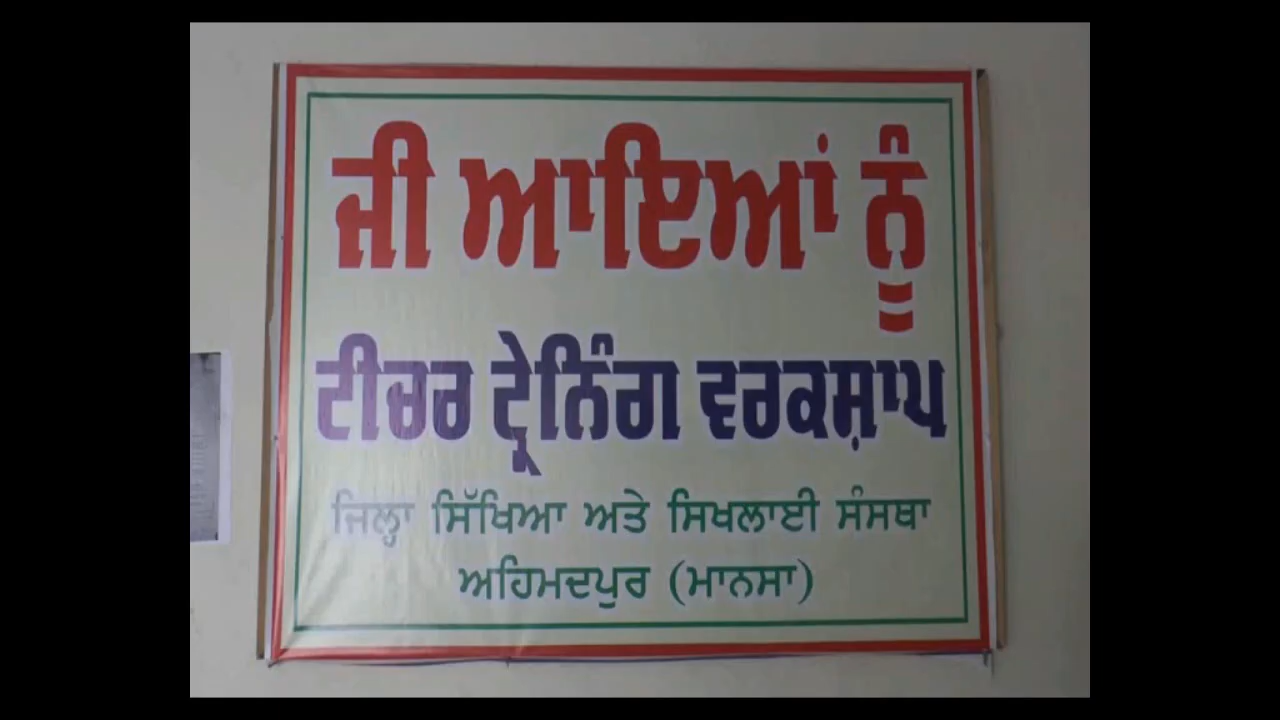 ਜੀ ਆਇਆਂ ਨੂੰ
ਟੀਚਰ ਟ੍ਰੇਨਿੰਗ ਵਰਕਸ਼ਾਪ
ਜਿਲ੍ਹਾ ਸਿੱਖਿਆ ਅਤੇ ਸਿਖਲਾਈ ਸੰਸਥਾ
ਅਹਿਮਦਪੁਰ (ਮਾਨਸਾ)